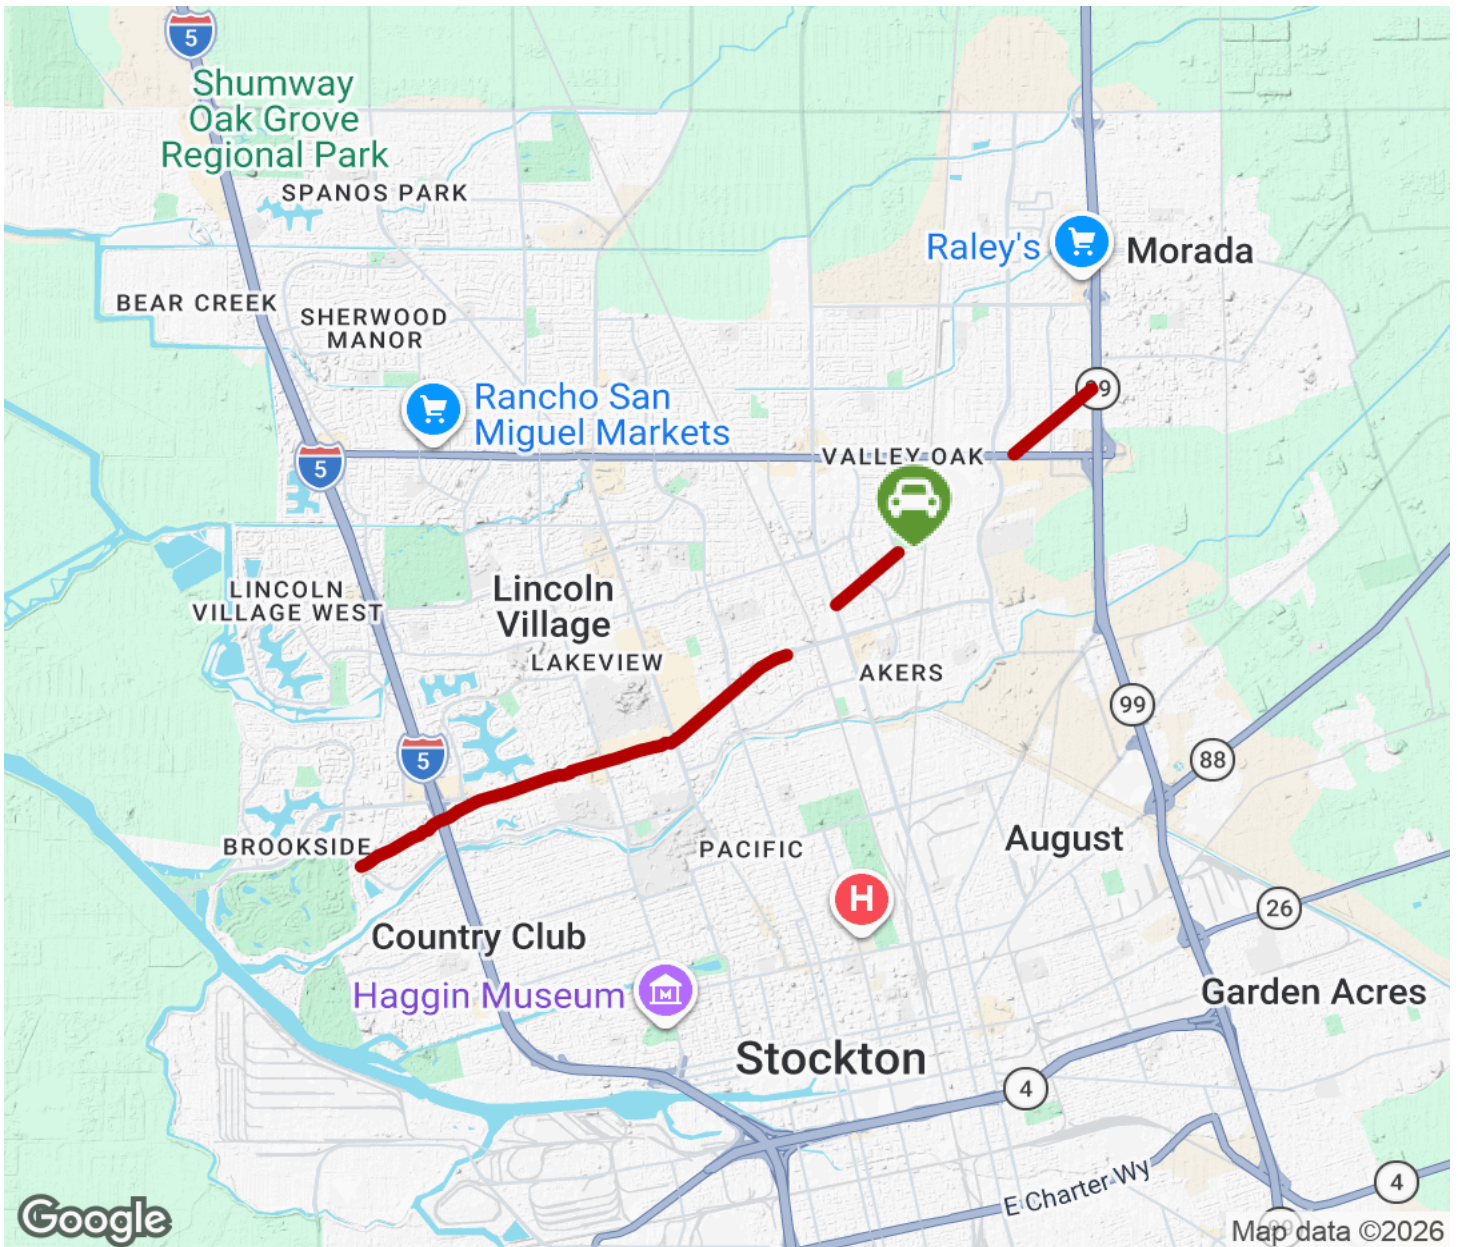 5
Shumway
Oak Grove
Regional Park
SPANOS PARK
Raley's
Morada
BEAR CREEK
SHERWOOD
MANOR
99
Rancho San
Miguel Markets
VALLEY OAK
5
LINCOLN
VILLAGE WEST
Lincoln
Village
LAKEVIEW
AKERS
99
5
88
BROOKSIDE
PACIFIC
August
H
26
Country Club
Haggin Museum
M
Garden Acres
Stockton
4
E Charter Wy
4
99
Google
Map data ©2026